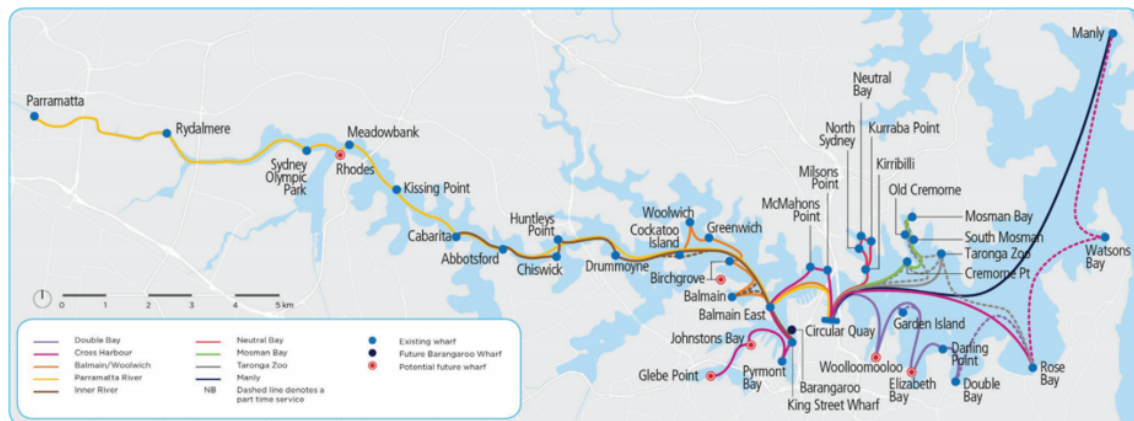 Manly
Neutral
Bay
Parramatta
North
Sydney
Kurraba Point
Rydalmere
Meadowbank
Milsons
Point
Kirribilli
Sydney
Olympic
Park
Rhodes
Old Cremorne
McMahons
Point
Kissing Point
Woolwich
Mosman Bay
Huntleys
Point
Cockatoo
Island
Greenwich
South Mosman
Cabarita
Taronga Zoo
Watsons
Bay
Abbotsford
Chiswick
Drummoyne
Birchgrove
Cremorne Pt
Balmain
0 1 2 3 4 5 km
Balmain East
Circular Quay
Garden Island
Johnstons Bay
Darling
Point
Woolloomooloo
Glebe Point
Pyrmont
Bay
Barangaroo
King Street Wharf
Elizabeth
Bay
Double
Bay
Rose
Bay
Double Bay
Cross Harbour
Balmain/Woolwich
Parramatta River
Inner River
Neutral Bay
Mosman Bay
Taronga Zoo
Manly
NB Dashed line denotes a
part time service
Existing wharf
Future Barangaroo Wharf
Potential future wharf